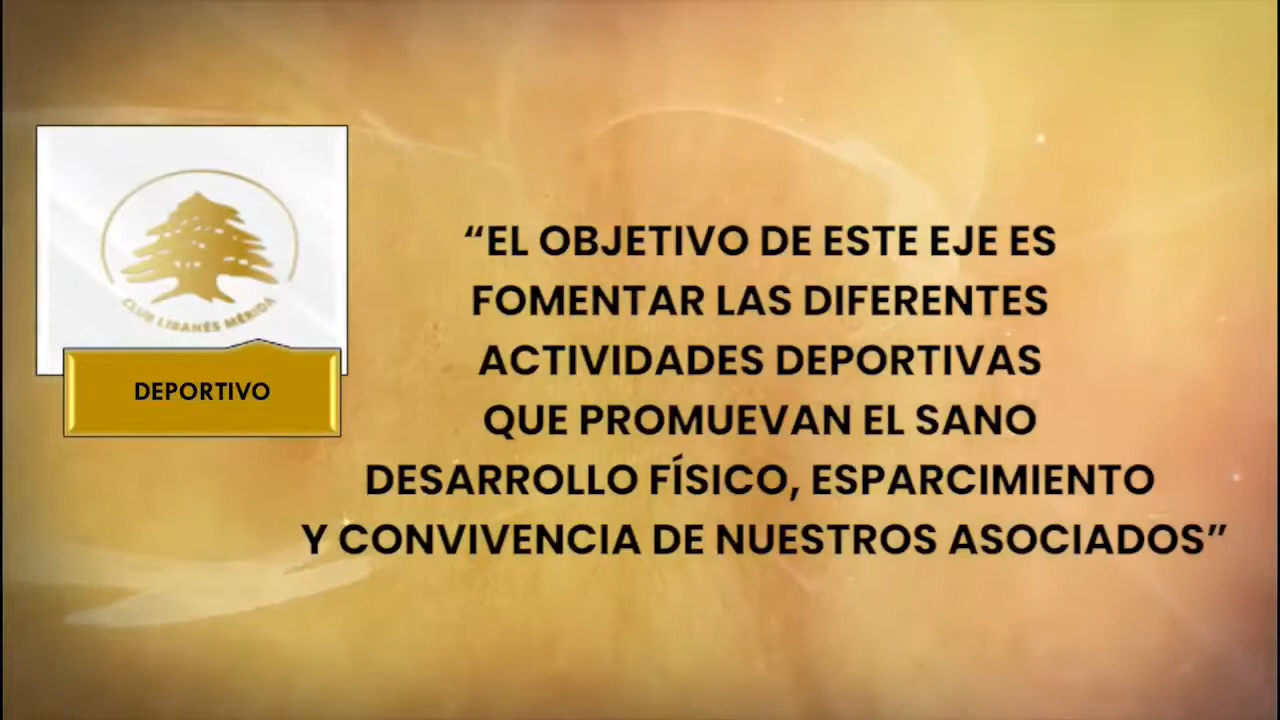 CLUB LIBANÉS MÉRIDA
DEPORTIVO
“EL OBJETIVO DE ESTE EJE ES
FOMENTAR LAS DIFERENTES
ACTIVIDADES DEPORTIVAS
QUE PROMUEVAN EL SANO
DESARROLLO FÍSICO, ESPARCIMIENTO
Y CONVIVENCIA DE NUESTROS ASOCIADOS”